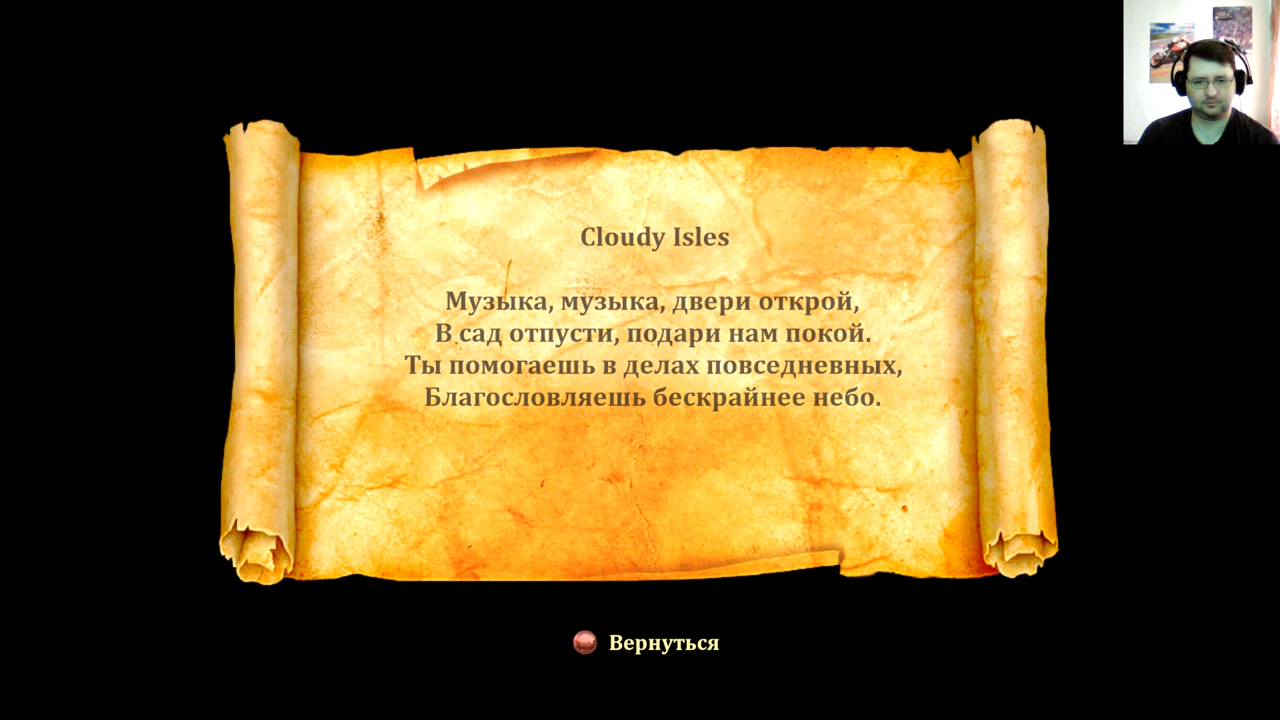 Cloudy Isles
Музыка, музыка, двери открой,
В сад отпусти, подари нам покой.
Ты помогаешь в делах повседневных,
Благословляешь бескрайнее небо.
Вернуться